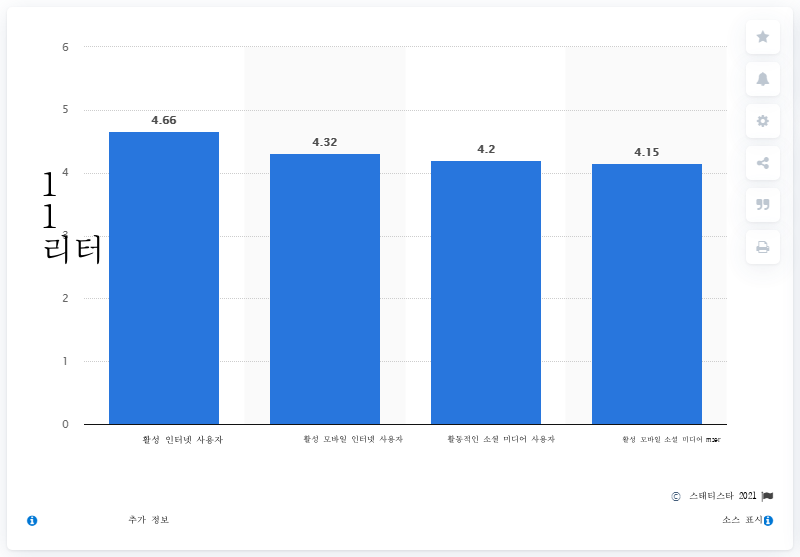 6
5
4
3
2
1
0
1
1
리터
4.66
4.32
4.2
4.15
활성 인터넷 사용자
활성 모바일 인터넷 사용자
활동적인 소셜 미디어 사용자
활성 모바일 소셜 미디어
© 스태티스타 2021
추가 정보
소스 표시